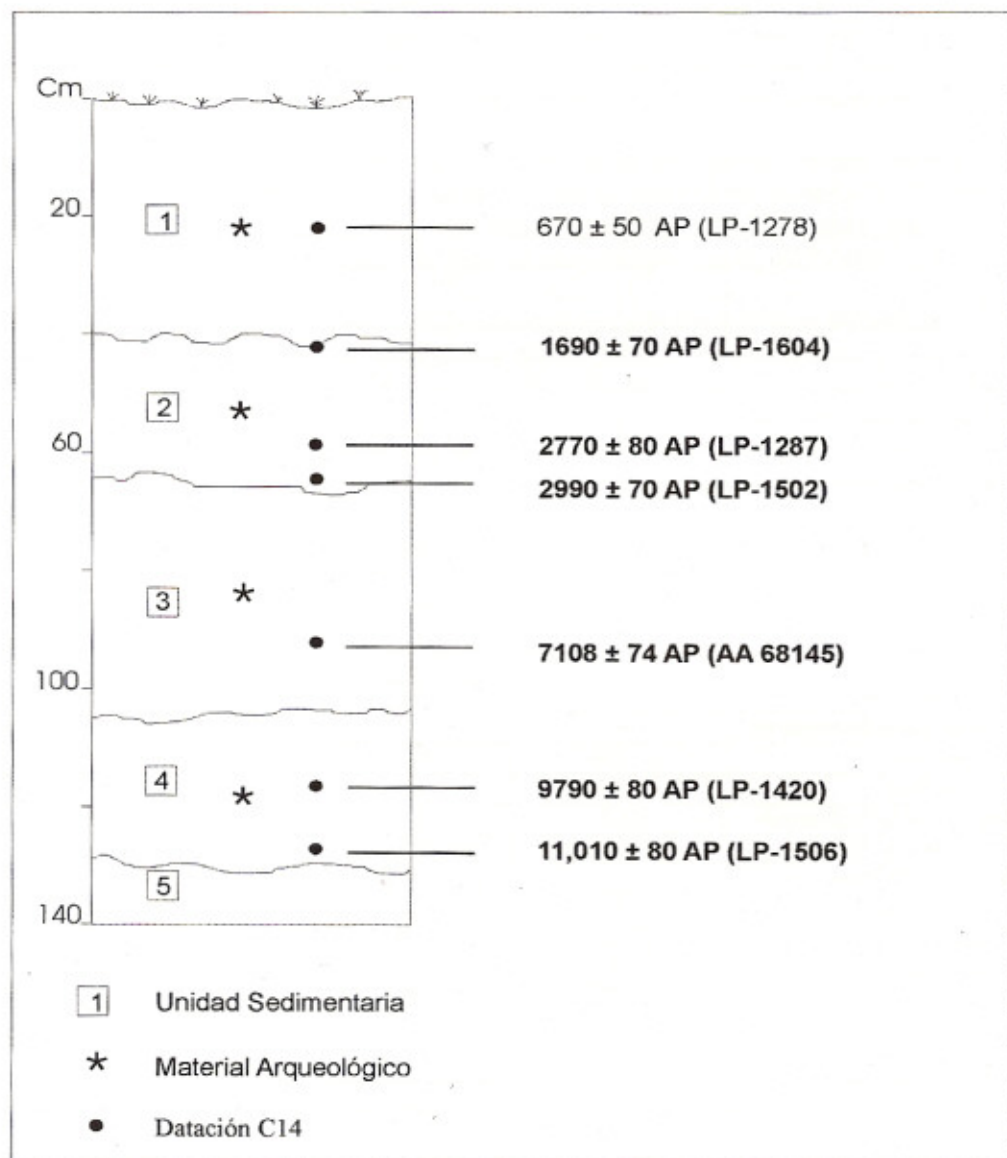 Cm
20
1
670 ± 50 AP (LP-1278)
1690 ± 70 AP (LP-1604)
2
60
2770 ± 80 AP (LP-1287)
2990 ± 70 AP (LP-1502)
3
7108 ± 74 AP (AA 68145)
100
4
9790 ± 80 AP (LP-1420)
11,010 ± 80 AP (LP-1506)
5
140
1 Unidad Sedimentaria
* Material Arqueológico
● Datación C14